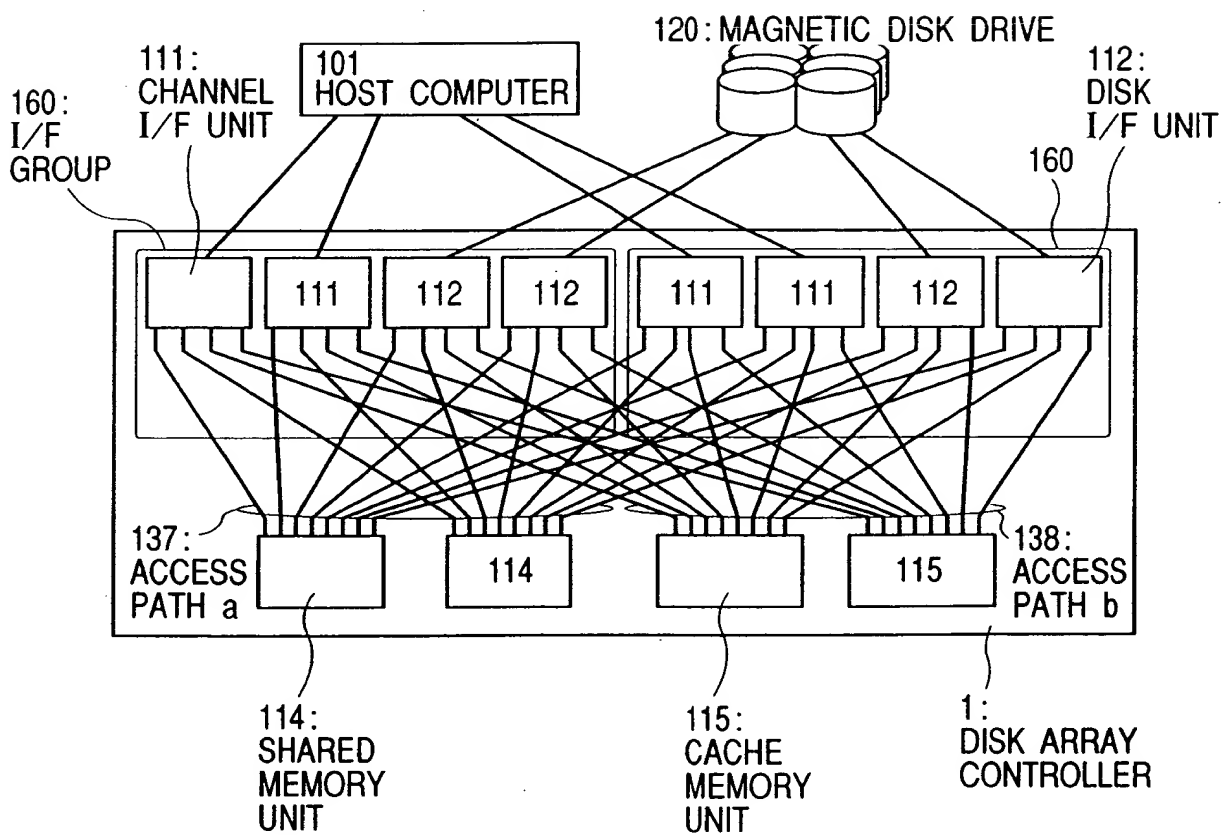 120: MAGNETIC DISK DRIVE
111:
CHANNEL
I/F UNIT
101
HOST COMPUTER
112:
DISK
I/F UNIT
160:
I/F
GROUP
160
111
112
112
111
111
112
137:
ACCESS
PATH a
114
115
138:
ACCESS
PATH b
114:
SHARED
MEMORY
UNIT
115:
CACHE
MEMORY
UNIT
1:
DISK ARRAY
CONTROLLER